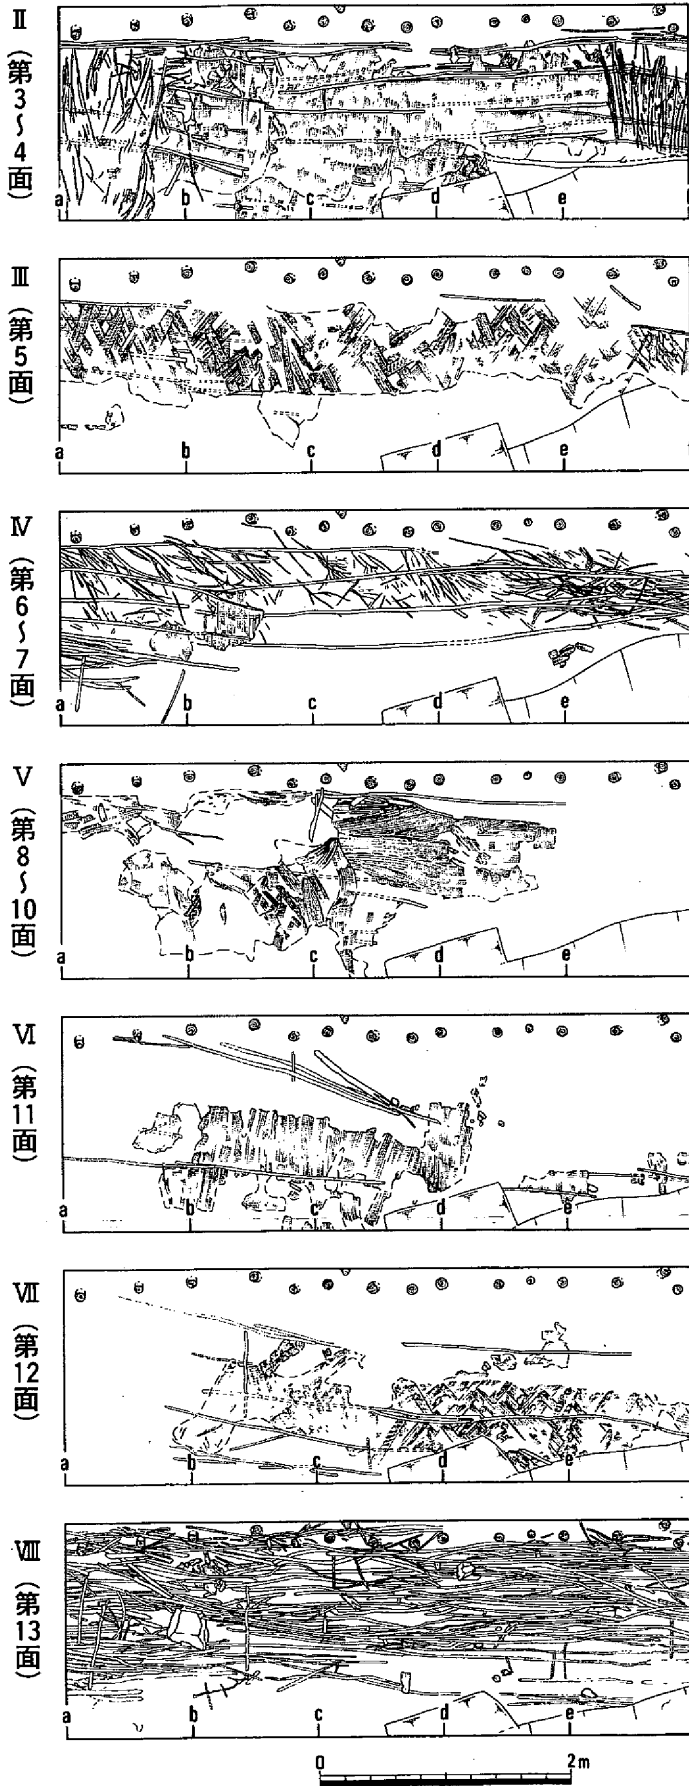 Ⅱ（第3〜4面）
a b c d e
Ⅲ（第5面）
a b c d e
Ⅳ（第6〜7面）
a b c d e
Ⅴ（第8〜10面）
a b c d e
Ⅵ（第11面）
a b c d e
Ⅶ（第12面）
a b c d e
Ⅷ（第13面）
a b c d e
0 2m